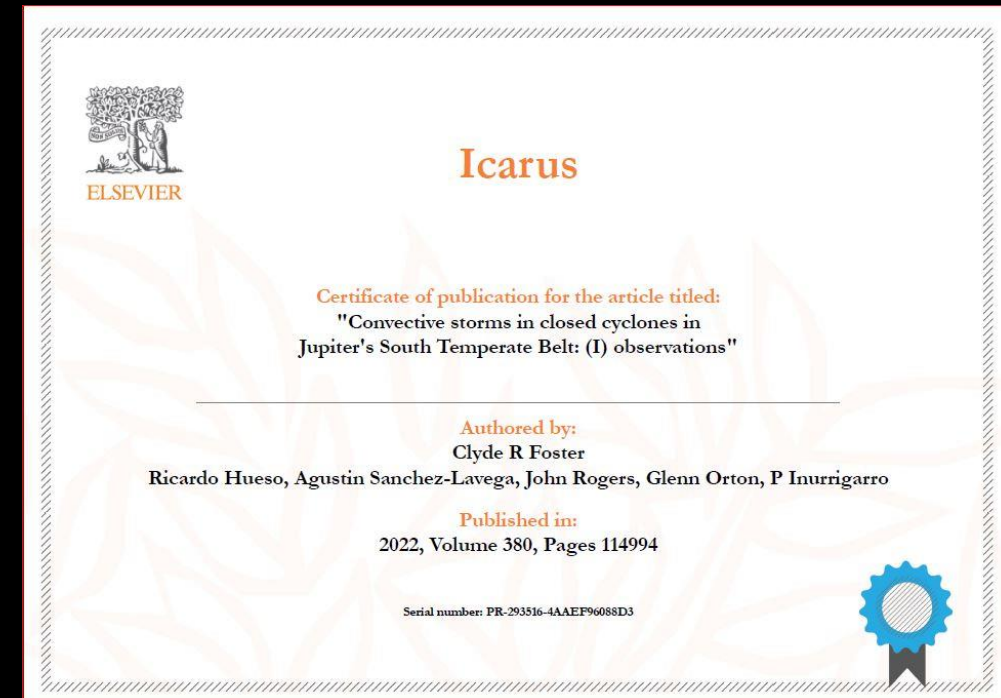 ELSEVIER
Icarus
Certificate of publication for the article titled:
"Convective storms in closed cyclones in
Jupiter's South Temperate Belt: (I) observations"
Authored by:
Clyde R Foster
Ricardo Hueso, Agustin Sanchez-Lavega, John Rogers, Glenn Orton, P Inurrigarro
Published in:
2022, Volume 380, Pages 114994
Serial number: PR-293516-4AAEF96088D3